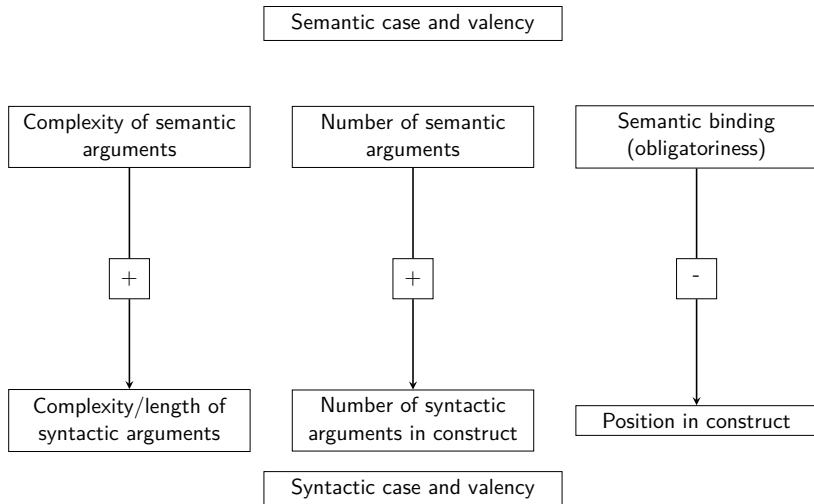 Semantic case and valency
Complexity of semantic
arguments
Number of semantic
arguments
Semantic binding
(obligatoriness)
+
+
-
Complexity/length of
syntactic arguments
Number of syntactic
arguments in construct
Position in construct
Syntactic case and valency